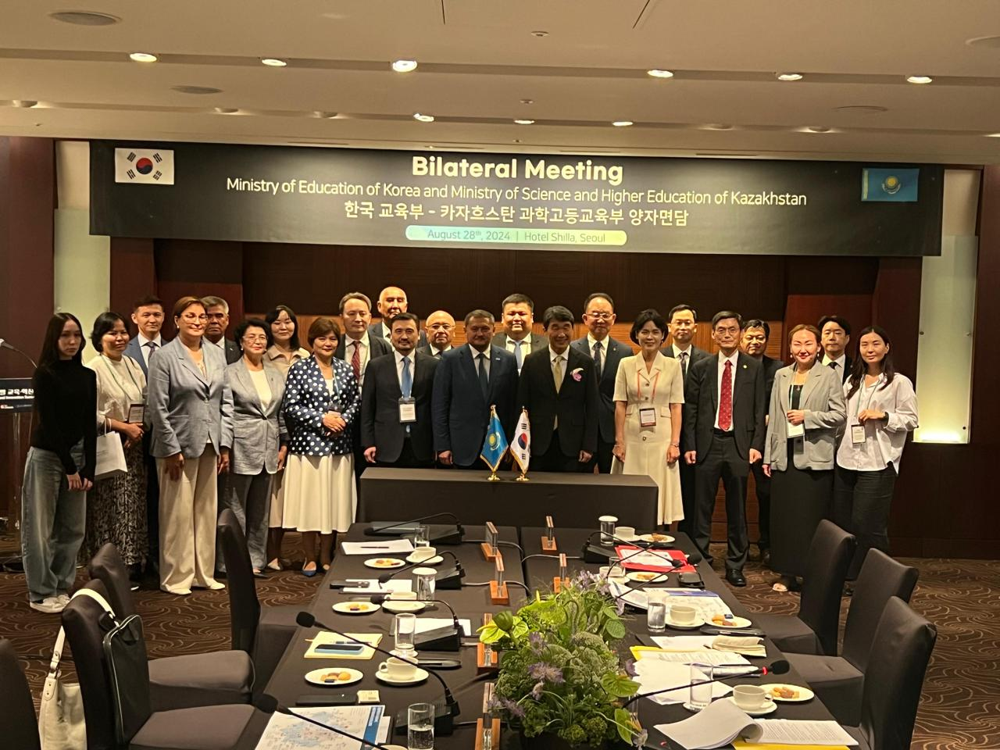 Bilateral Meeting
Ministry of Education of Korea and Ministry of Science and Higher Education of Kazakhstan
한국 교육부 - 카자흐스탄 과학고등교육부 양자면담
August 28th, 2024 | Hotel Shilla, Seoul